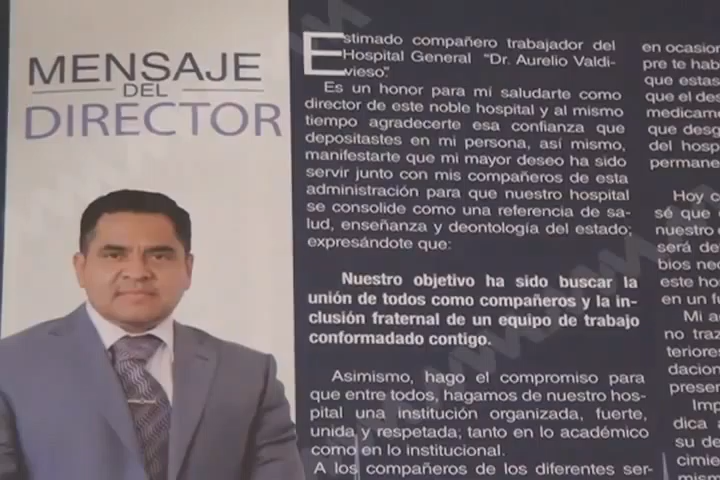 MENSAJE
DEL
DIRECTOR
Estimado compañero trabajador del
Hospital General "Dr. Aurelio Valdi-
vieso".
Es un honor para mí saludarte como
director de este noble hospital y al mismo
tiempo agradecerte esa confianza que
depositastes en mi persona, así mismo,
manifestarte que mi mayor deseo ha sido
servir junto con mis compañeros de esta
administración para que nuestro hospital
se consolide como una referencia de sa-
lud, enseñanza y deontología del estado;
expresándote que:
Nuestro objetivo ha sido buscar la
unión de todos como compañeros y la in-
clusión fraternal de un equipo de trabajo
conformadado contigo.
Asimismo, hago el compromiso para
que entre todos, hagamos de nuestro hos-
pital una institución organizada, fuerte,
unida y respetada; tanto en lo académico
como en lo institucional.
A los compañeros de los diferentes ser-
en ocasion
pre te hab
que estas
que el des
medicame
que desg
del hosp
permane
Hoy c
sé que
nuestro
será de
bios nec
este ho
en un f
Mi a
no traz
teriores
dacion
presen
Imp
dica a
su de
cimie